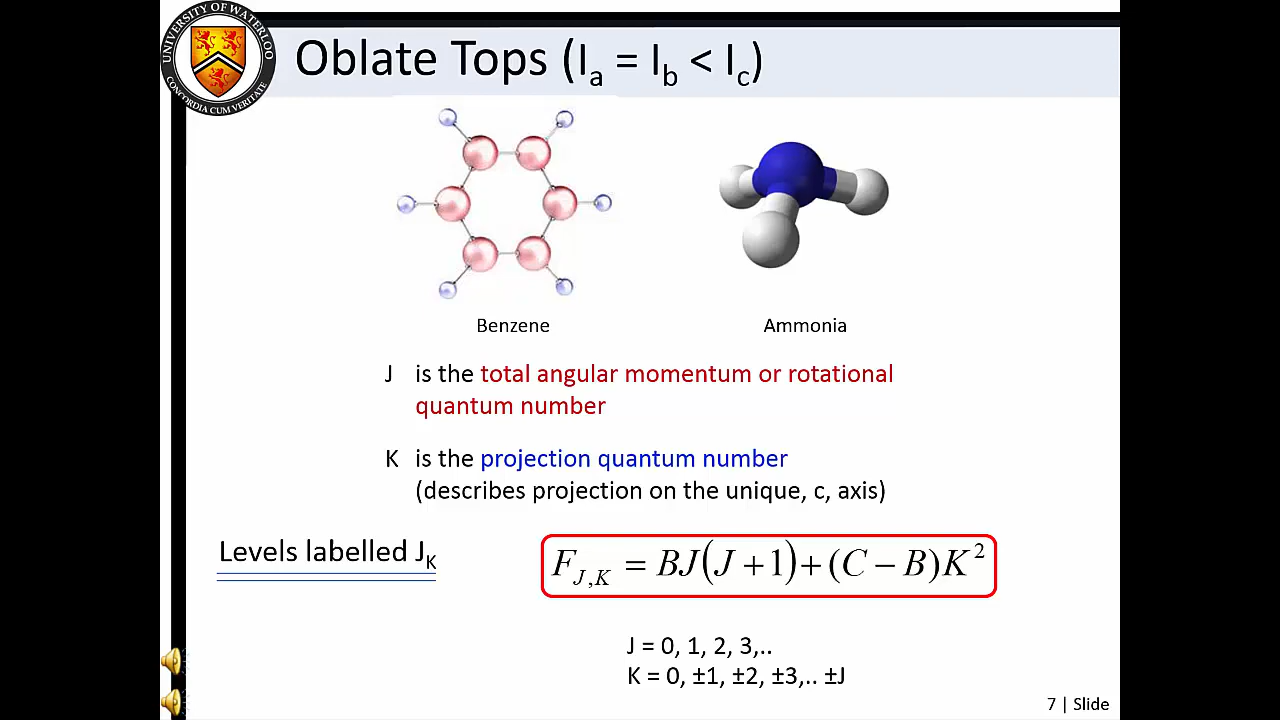 UNIVERSITY OF WATERLOO
CONCORDIA CUM VERITATE
Oblate Tops (Iₐ = I_b < I_c)
Benzene
Ammonia
J is the total angular momentum or rotational
quantum number
K is the projection quantum number
(describes projection on the unique, c, axis)
Levels labelled J_K
F_{J,K} = BJ(J+1)+(C−B)K²
J = 0, 1, 2, 3,..
K = 0, ±1, ±2, ±3,.. ±J
7 | Slide